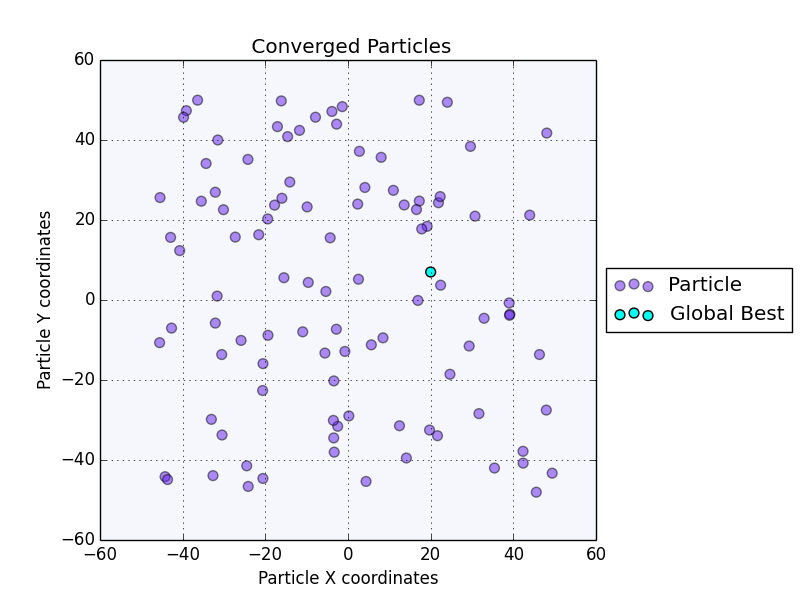 Converged Particles
60
40
20
0
−20
−40
−60
−60 −40 −20 0 20 40 60
Particle Y coordinates
Particle X coordinates
Particle
Global Best